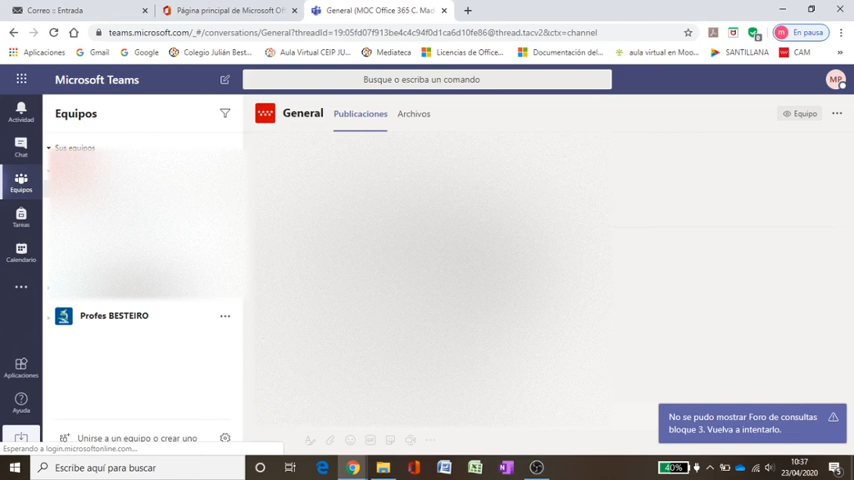 Correo :: Entrada
Página principal de Microsoft Of
General (MOC Office 365 C. Mac
teams.microsoft.com/_#/conversations/General?threadId=19:05fd07f913be4c4c94f0d1ca6d10fe86@thread.tacv2&ctx=channel
En pausa
Aplicaciones
Gmail
Google
Colegio Julián Best...
Aula Virtual CEIP JU...
Mediateca
Licencias de Office...
Documentación del...
aula virtual en Moo...
SANTILLANA
CAM
Microsoft Teams
Busque o escriba un comando
MP
Actividad
Chat
Equipos
Tareas
Calendario
Aplicaciones
Ayuda
Equipos
Sus equipos
Profes BESTEIRO
Unirse a un equipo o crear uno
General
Publicaciones
Archivos
Equipo
No se pudo mostrar Foro de consultas
bloque 3. Vuelva a intentarlo.
Esperando a login.microsoftonline.com...
Escribe aquí para buscar
40%
10:37
23/04/2020